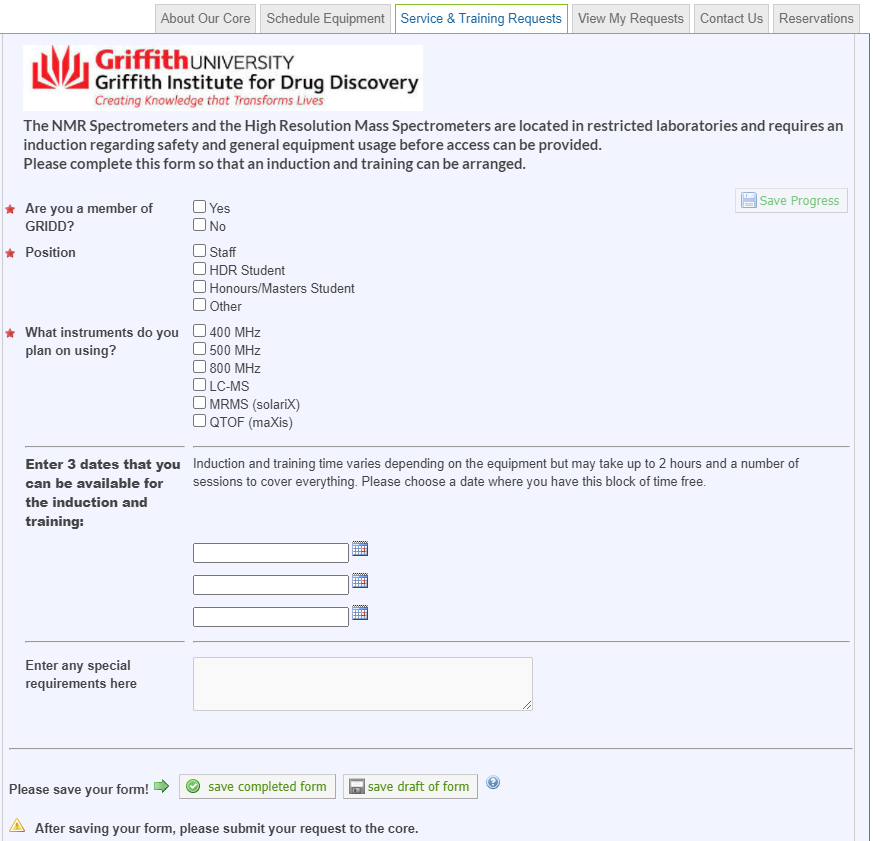 About Our Core Schedule Equipment Service & Training Requests View My Requests Contact Us Reservations
Griffith UNIVERSITY
Griffith Institute for Drug Discovery
Creating Knowledge that Transforms Lives
The NMR Spectrometers and the High Resolution Mass Spectrometers are located in restricted laboratories and requires an
induction regarding safety and general equipment usage before access can be provided.
Please complete this form so that an induction and training can be arranged.
Save Progress
Are you a member of
GRIDD?
Yes
No
Position
Staff
HDR Student
Honours/Masters Student
Other
What instruments do you
plan on using?
400 MHz
500 MHz
800 MHz
LC-MS
MRMS (solariX)
QTOF (maXis)
Enter 3 dates that you
can be available for
the induction and
training:
Induction and training time varies depending on the equipment but may take up to 2 hours and a number of
sessions to cover everything. Please choose a date where you have this block of time free.
Enter any special
requirements here
Please save your form! save completed form save draft of form ?
After saving your form, please submit your request to the core.